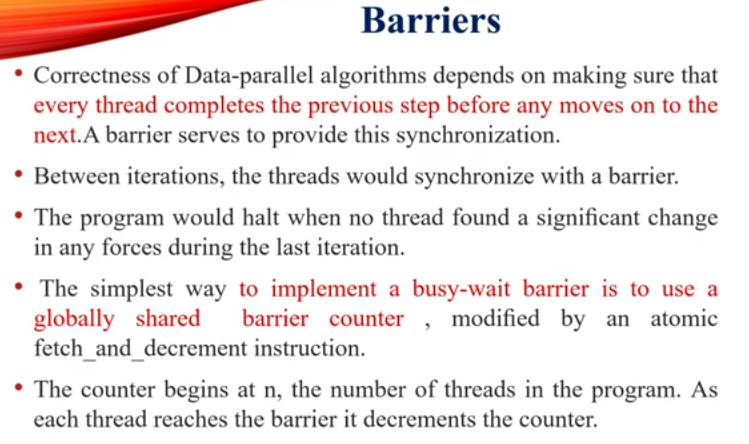 Barriers
• Correctness of Data-parallel algorithms depends on making sure that
every thread completes the previous step before any moves on to the
next.A barrier serves to provide this synchronization.
• Between iterations, the threads would synchronize with a barrier.
• The program would halt when no thread found a significant change
in any forces during the last iteration.
• The simplest way to implement a busy-wait barrier is to use a
globally shared barrier counter , modified by an atomic
fetch_and_decrement instruction.
• The counter begins at n, the number of threads in the program. As
each thread reaches the barrier it decrements the counter.